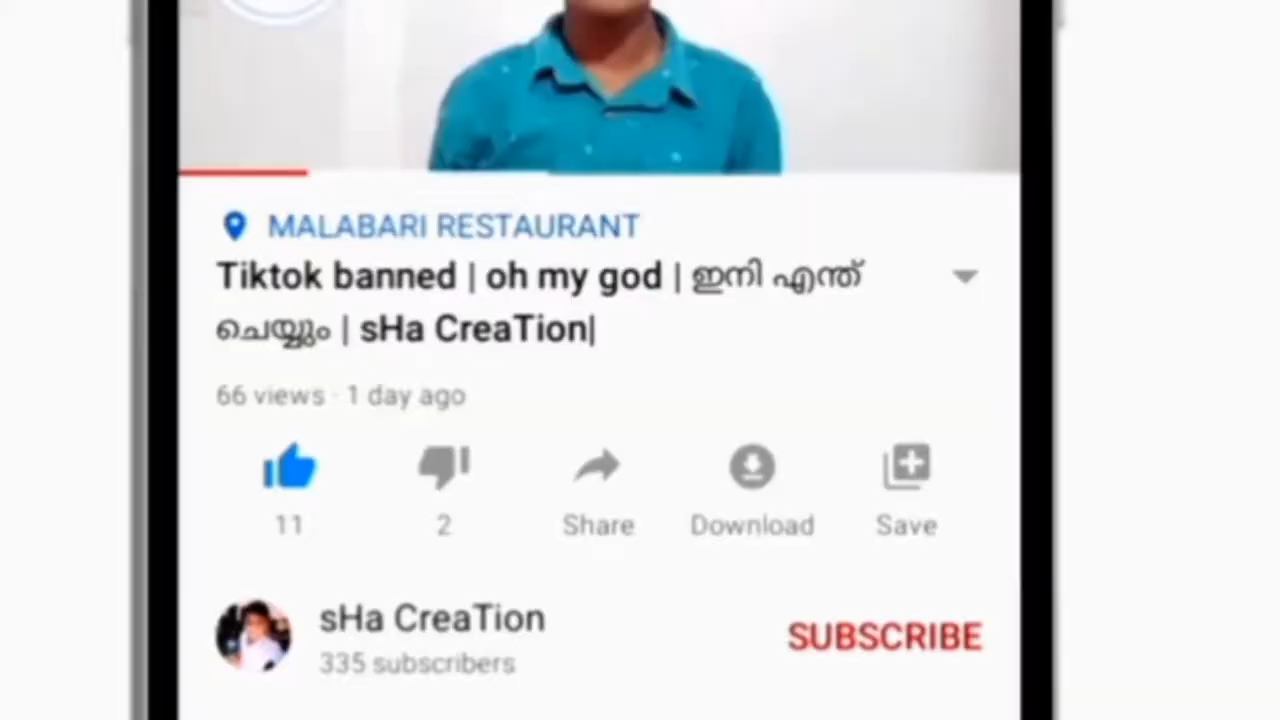 MALABARI RESTAURANT
Tiktok banned | oh my god | ഇനി എന്ത്
ചെയ്യും | sHa CreaTion|
66 views · 1 day ago
11
2
Share
Download
Save
sHa CreaTion
335 subscribers
SUBSCRIBE